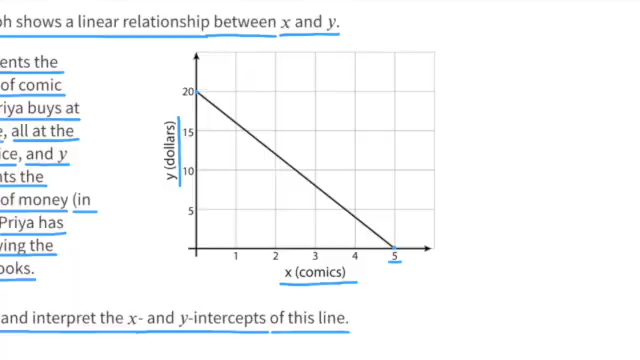 ph shows a linear relationship between x and y.
ents the
of comic
riya buys at
e, all at the
ice, and y
nts the
of money (in
Priya has
ying the
ooks.
20
15
10
5
y (dollars)
1 2 3 4 5
x (comics)
and interpret the x- and y-intercepts of this line.